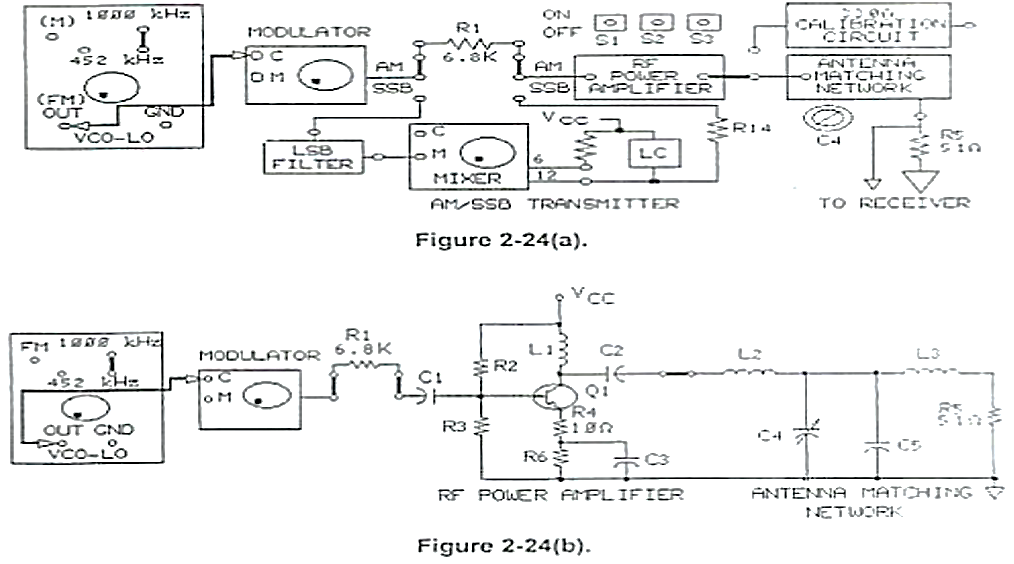 (M) 1000 kHz
452 kHz
(FM)
OUT
GND
VCO-LO
MODULATOR
C
M
R1
6.8K
AM
SSB
AM
SSB
ON
OFF
S1 S2 S3
CALIBRATION
CIRCUIT
RF
POWER
AMPLIFIER
ANTENNA
MATCHING
NETWORK
C4
R5
51Ω
TO RECEIVER
LSB
FILTER
C
M
MIXER
6
12
VCC
LC
R14
AM/SSB TRANSMITTER
Figure 2-24(a).
FM 1000 kHz
452 kHz
OUT GND
VCO-LO
MODULATOR
C
M
R1
6.8K
C1
R2
R3
VCC
L1
C2
Q1
R4
10Ω
R6
C3
L2
C4
C5
L3
R5
51Ω
RF POWER AMPLIFIER
ANTENNA MATCHING
NETWORK
Figure 2-24(b).